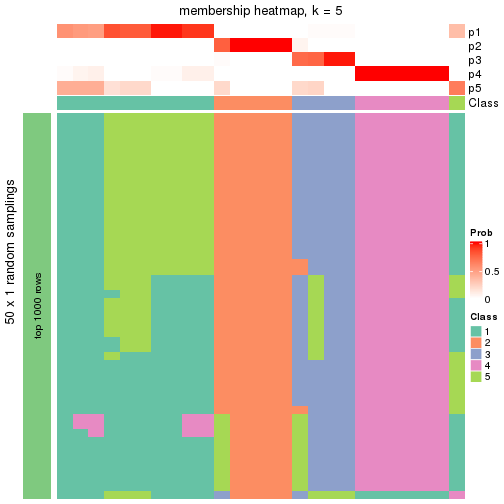 membership heatmap, k = 5
p1
p2
p3
p4
p5
Class
50 x 1 random samplings
top 1000 rows
Prob
1
0.5
0
Class
1
2
3
4
5